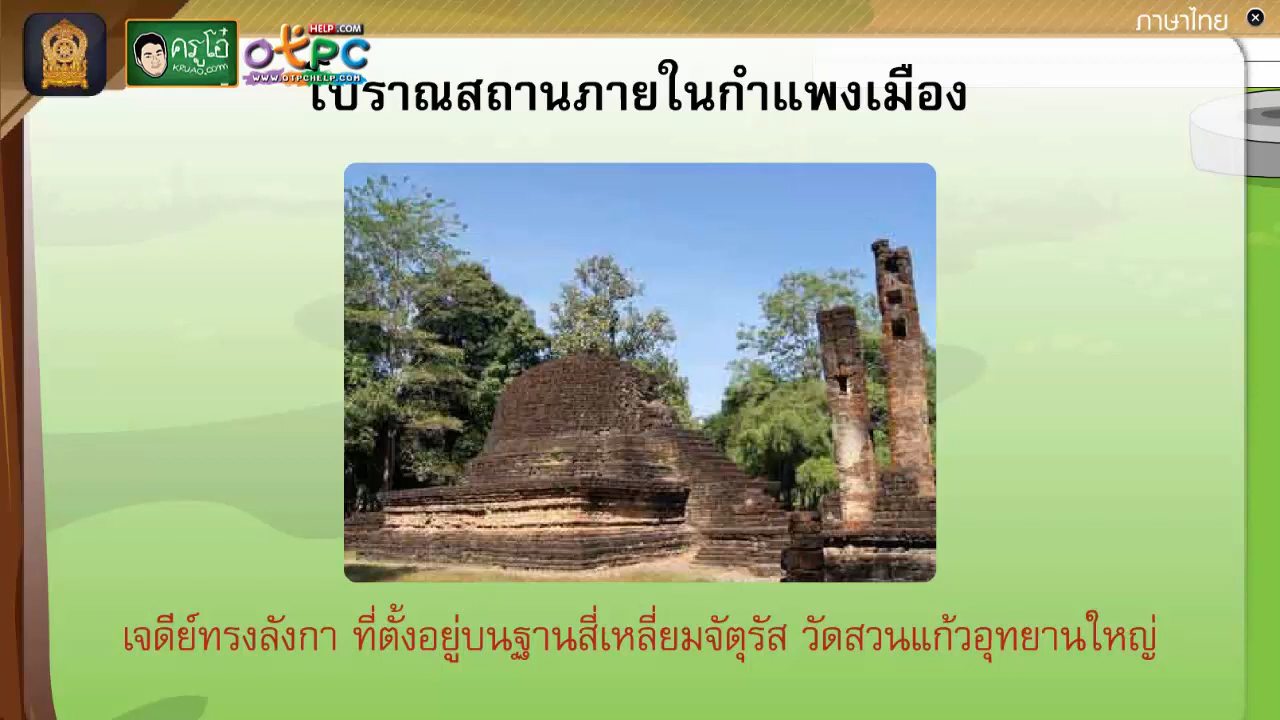 ภาษาไทย
ครูโอ๋
KRUAO.com
HELP.COM
OTPC
WWW.OTPCHELP.COM
โบราณสถานภายในกำแพงเมือง
เจดีย์ทรงลังกา ที่ตั้งอยู่บนฐานสี่เหลี่ยมจัตุรัส วัดสวนแก้วอุทยานใหญ่